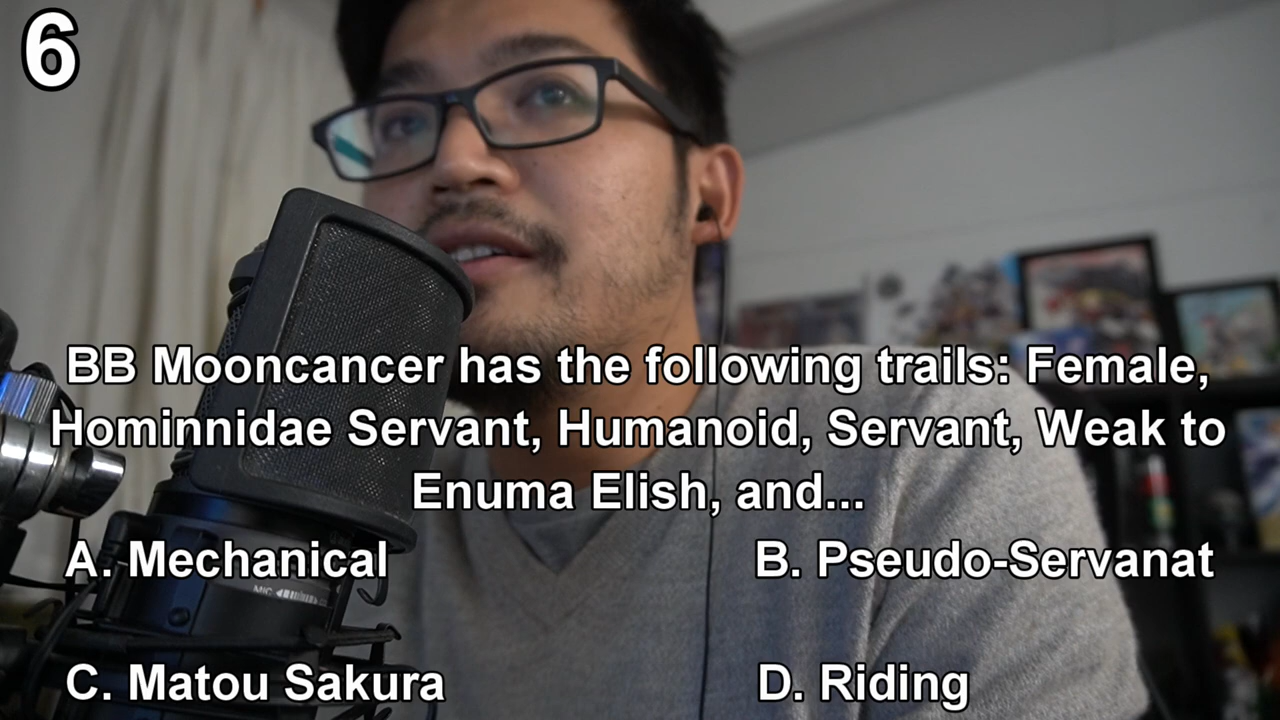 6
BB Mooncancer has the following trails: Female,
Hominnidae Servant, Humanoid, Servant, Weak to
Enuma Elish, and...
A. Mechanical
B. Pseudo-Servanat
C. Matou Sakura
D. Riding
MIC